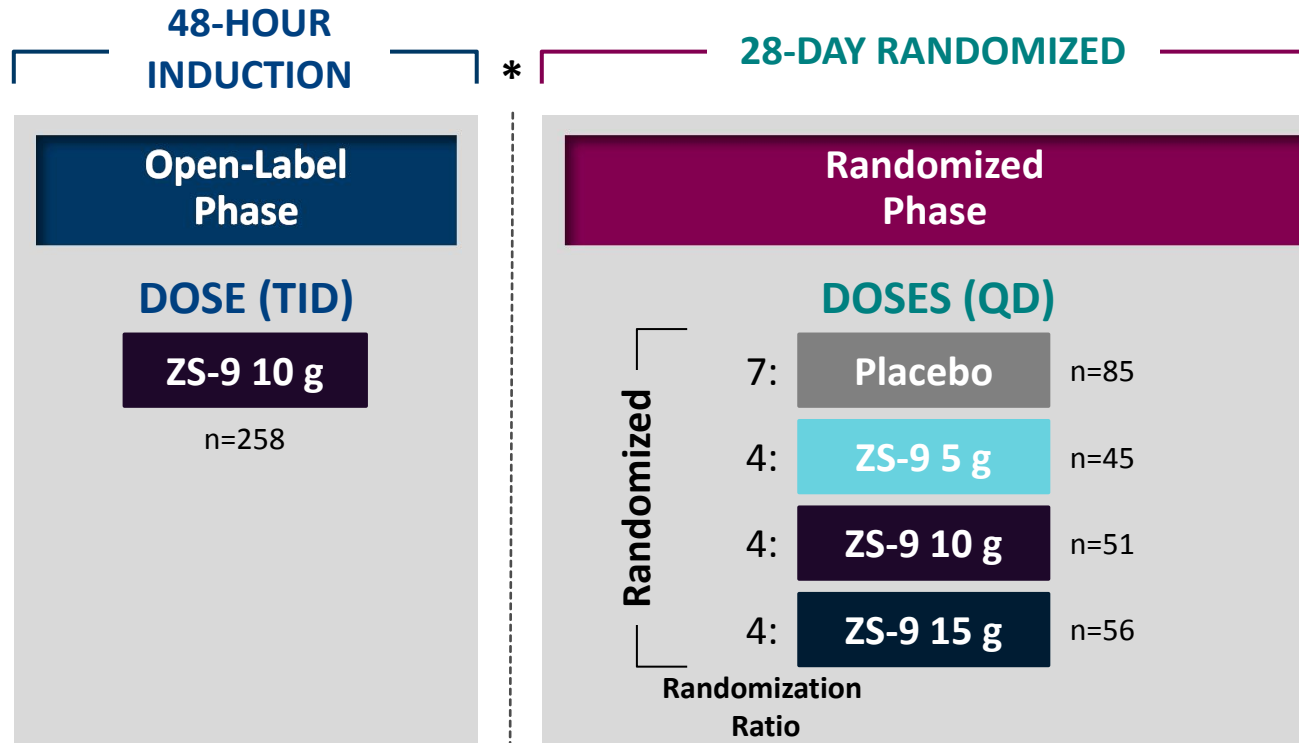 48-HOUR
INDUCTION
*
28-DAY RANDOMIZED
Open-Label
Phase
DOSE (TID)
ZS-9 10 g
n=258
Randomized
Phase
DOSES (QD)
Randomized
7: Placebo n=85
4: ZS-9 5 g n=45
4: ZS-9 10 g n=51
4: ZS-9 15 g n=56
Randomization
Ratio